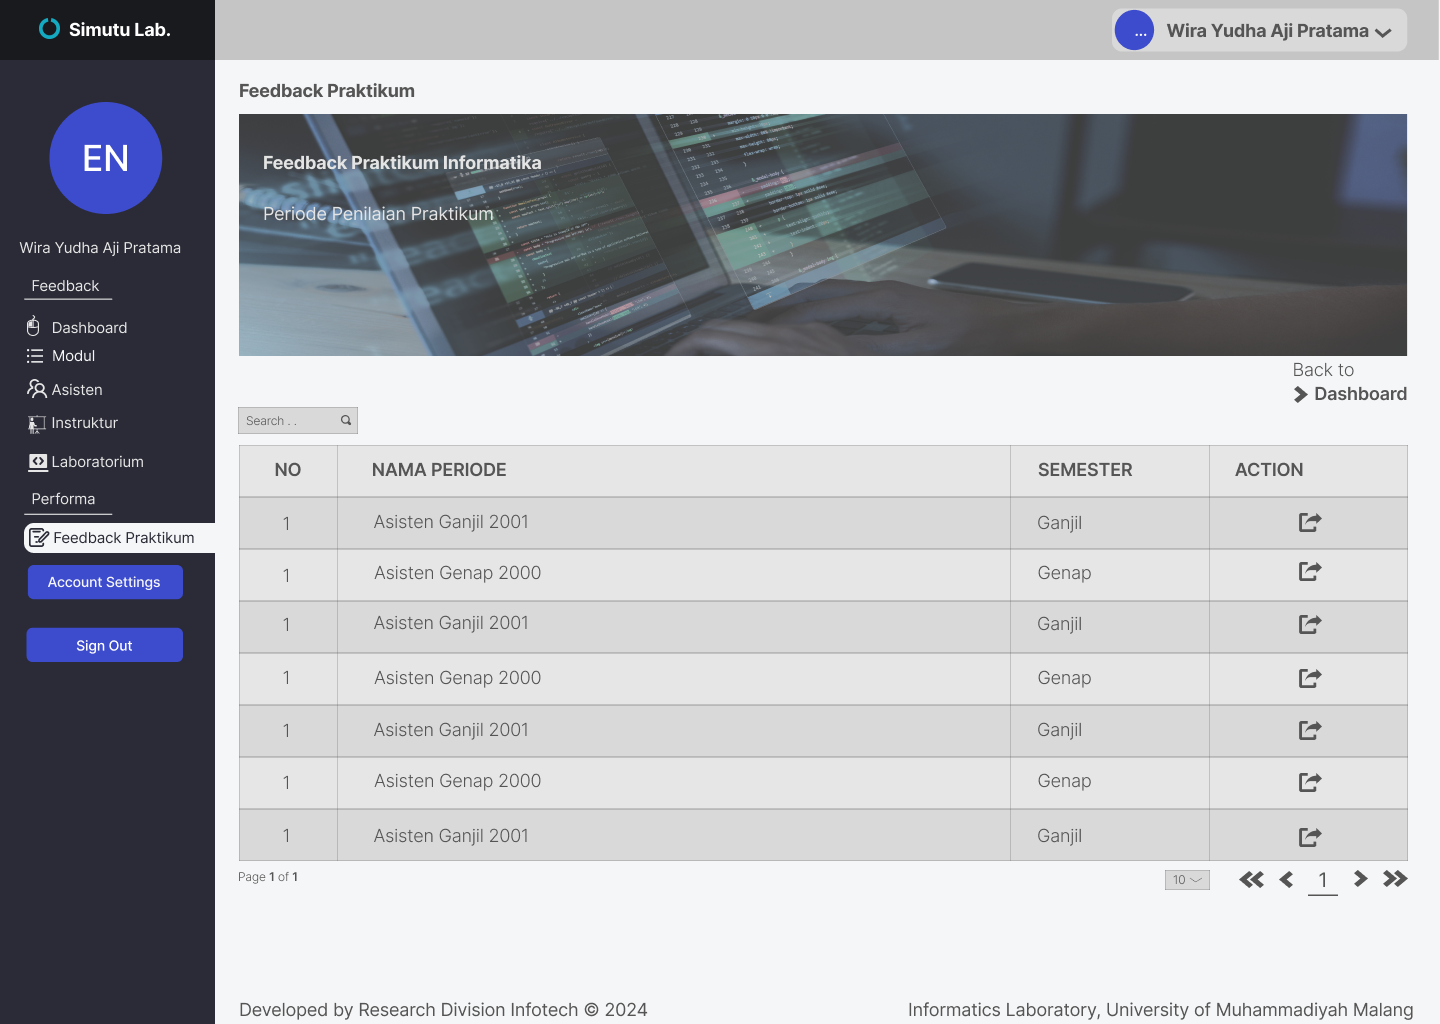 Simutu Lab.
... Wira Yudha Aji Pratama
EN
Wira Yudha Aji Pratama
Feedback
Dashboard
Modul
Asisten
Instruktur
Laboratorium
Performa
Feedback Praktikum
Account Settings
Sign Out
Feedback Praktikum
Feedback Praktikum Informatika
Periode Penilaian Praktikum
Back to
Dashboard
Search . .
NO NAMA PERIODE SEMESTER ACTION
1 Asisten Ganjil 2001 Ganjil
1 Asisten Genap 2000 Genap
1 Asisten Ganjil 2001 Ganjil
1 Asisten Genap 2000 Genap
1 Asisten Ganjil 2001 Ganjil
1 Asisten Genap 2000 Genap
1 Asisten Ganjil 2001 Ganjil
Page 1 of 1
10
1
Developed by Research Division Infotech © 2024
Informatics Laboratory, University of Muhammadiyah Malang